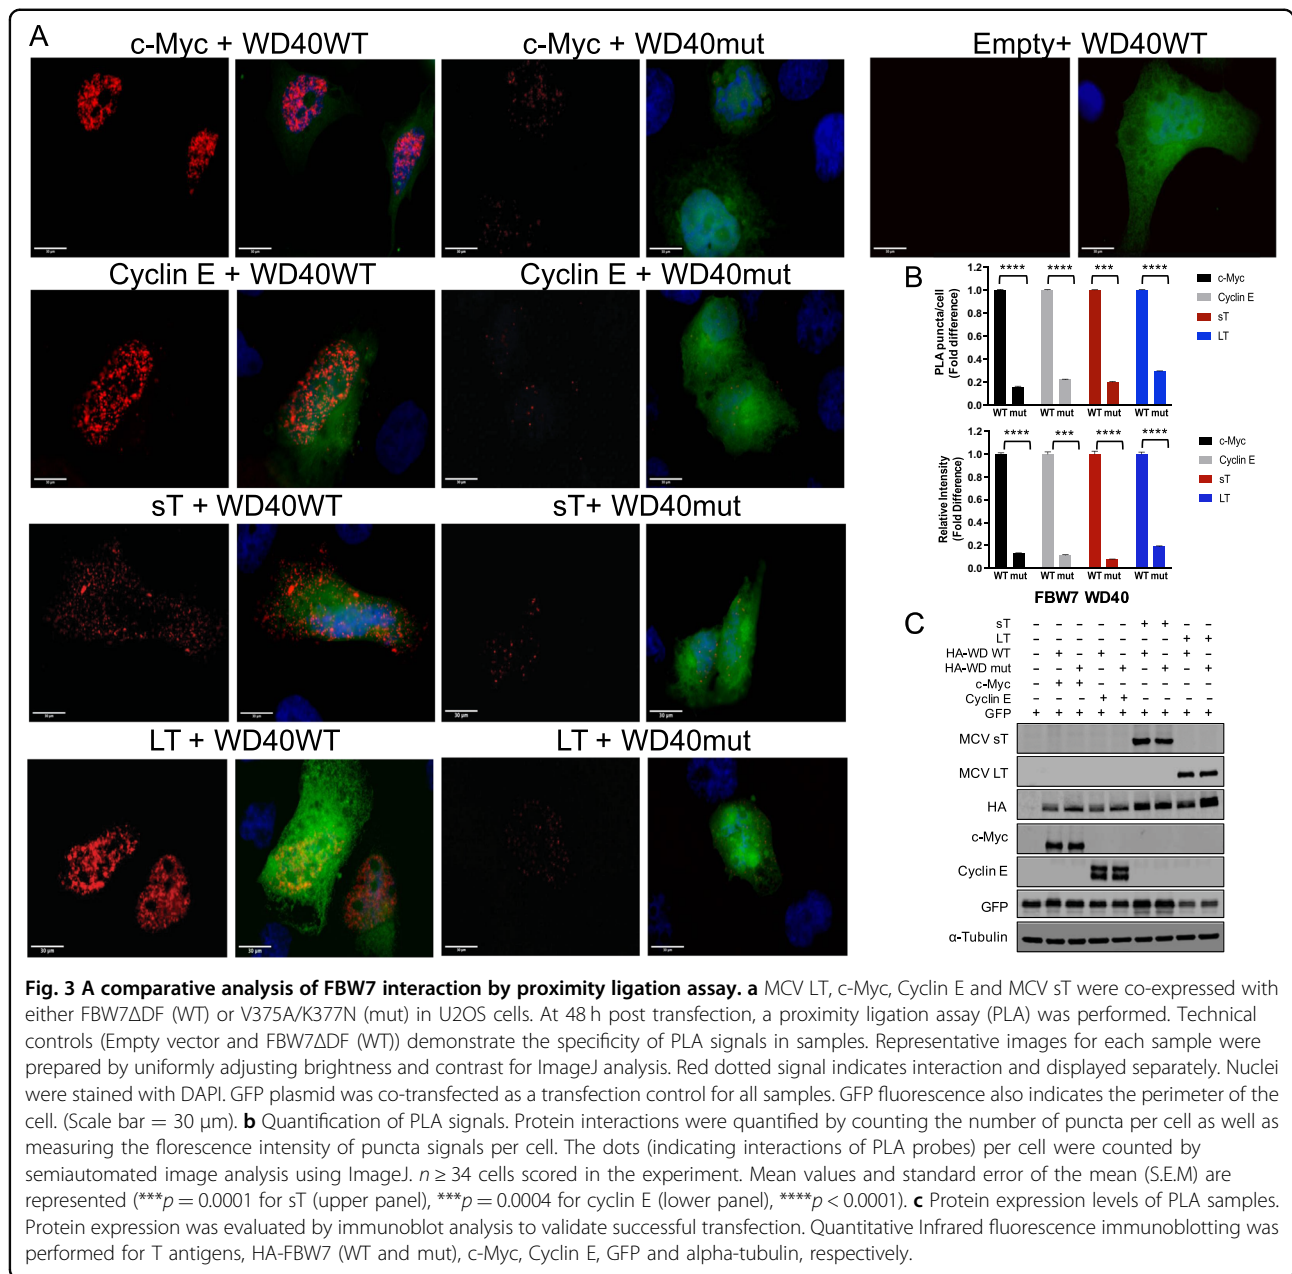 A
c-Myc + WD40WT
c-Myc + WD40mut
Empty+ WD40WT
Cyclin E + WD40WT
Cyclin E + WD40mut
sT + WD40WT
sT+ WD40mut
30 µm
LT + WD40WT
LT + WD40mut
30 µm
30 µm
30 µm
B
PLA puncta/cell
(Fold difference)
1.0
0.8
0.6
0.4
0.2
0.0
**** **** *** ****
WT mut WT mut WT mut WT mut
c-Myc
Cyclin E
sT
LT
Relative Intensity
(Fold Difference)
1.0
0.8
0.6
0.4
0.2
0.0
**** *** **** ****
WT mut WT mut WT mut WT mut
c-Myc
Cyclin E
sT
LT
FBW7 WD40
C
sT – – – – – + + – –
LT – – – – – – – + +
HA-WD WT – + – + – + – + –
HA-WD mut – – + – + – + – +
c-Myc – + + – – – – – –
Cyclin E – – – + + – – – –
GFP + + + + + + + + +
MCV sT
MCV LT
HA
c-Myc
Cyclin E
GFP
α-Tubulin
Fig. 3 A comparative analysis of FBW7 interaction by proximity ligation assay. a MCV LT, c-Myc, Cyclin E and MCV sT were co-expressed with
either FBW7ΔDF (WT) or V375A/K377N (mut) in U2OS cells. At 48 h post transfection, a proximity ligation assay (PLA) was performed. Technical
controls (Empty vector and FBW7ΔDF (WT)) demonstrate the specificity of PLA signals in samples. Representative images for each sample were
prepared by uniformly adjusting brightness and contrast for ImageJ analysis. Red dotted signal indicates interaction and displayed separately. Nuclei
were stained with DAPI. GFP plasmid was co-transfected as a transfection control for all samples. GFP fluorescence also indicates the perimeter of the
cell. (Scale bar = 30 µm). b Quantification of PLA signals. Protein interactions were quantified by counting the number of puncta per cell as well as
measuring the florescence intensity of puncta signals per cell. The dots (indicating interactions of PLA probes) per cell were counted by
semiautomated image analysis using ImageJ. n ≥ 34 cells scored in the experiment. Mean values and standard error of the mean (S.E.M) are
represented (***p = 0.0001 for sT (upper panel), ***p = 0.0004 for cyclin E (lower panel), ****p < 0.0001). c Protein expression levels of PLA samples.
Protein expression was evaluated by immunoblot analysis to validate successful transfection. Quantitative Infrared fluorescence immunoblotting was
performed for T antigens, HA-FBW7 (WT and mut), c-Myc, Cyclin E, GFP and alpha-tubulin, respectively.